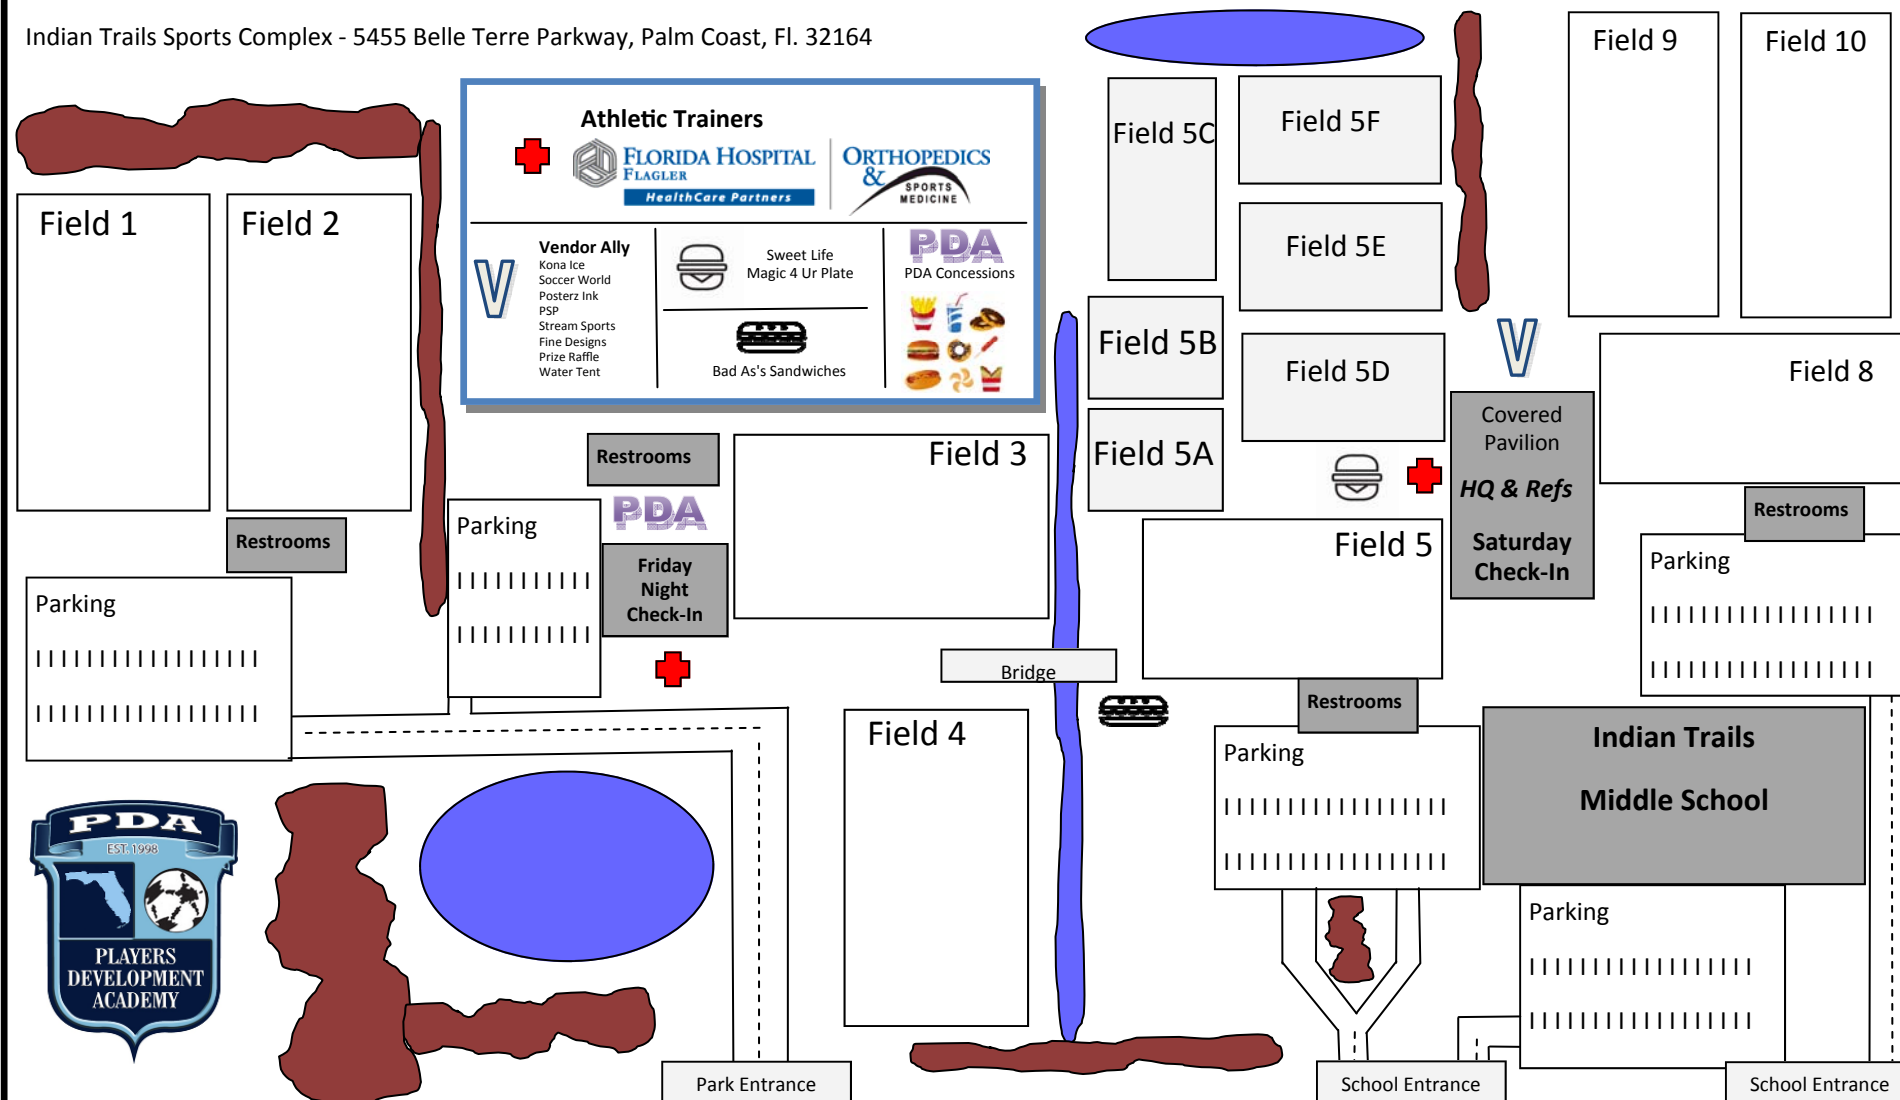 Indian Trails Sports Complex - 5455 Belle Terre Parkway, Palm Coast, Fl. 32164
Athletic Trainers
FLORIDA HOSPITAL
FLAGLER
HealthCare Partners
ORTHOPEDICS
&
SPORTS
MEDICINE
V
Vendor Ally
Kona Ice
Soccer World
Posterz Ink
PSP
Stream Sports
Fine Designs
Prize Raffle
Water Tent
Sweet Life
Magic 4 Ur Plate
Bad As's Sandwiches
PDA
PDA Concessions
Field 1
Field 2
Restrooms
Parking
Parking
Restrooms
PDA
Friday
Night
Check-In
Field 3
Bridge
Field 4
Field 5C
Field 5F
Field 5E
Field 5B
Field 5D
Field 5A
Field 5
Field 9
Field 10
V
Field 8
Covered
Pavilion
HQ & Refs
Saturday
Check-In
Restrooms
Parking
Restrooms
Parking
Indian Trails
Middle School
Parking
PDA
EST. 1998
PLAYERS
DEVELOPMENT
ACADEMY
Park Entrance
School Entrance
School Entrance